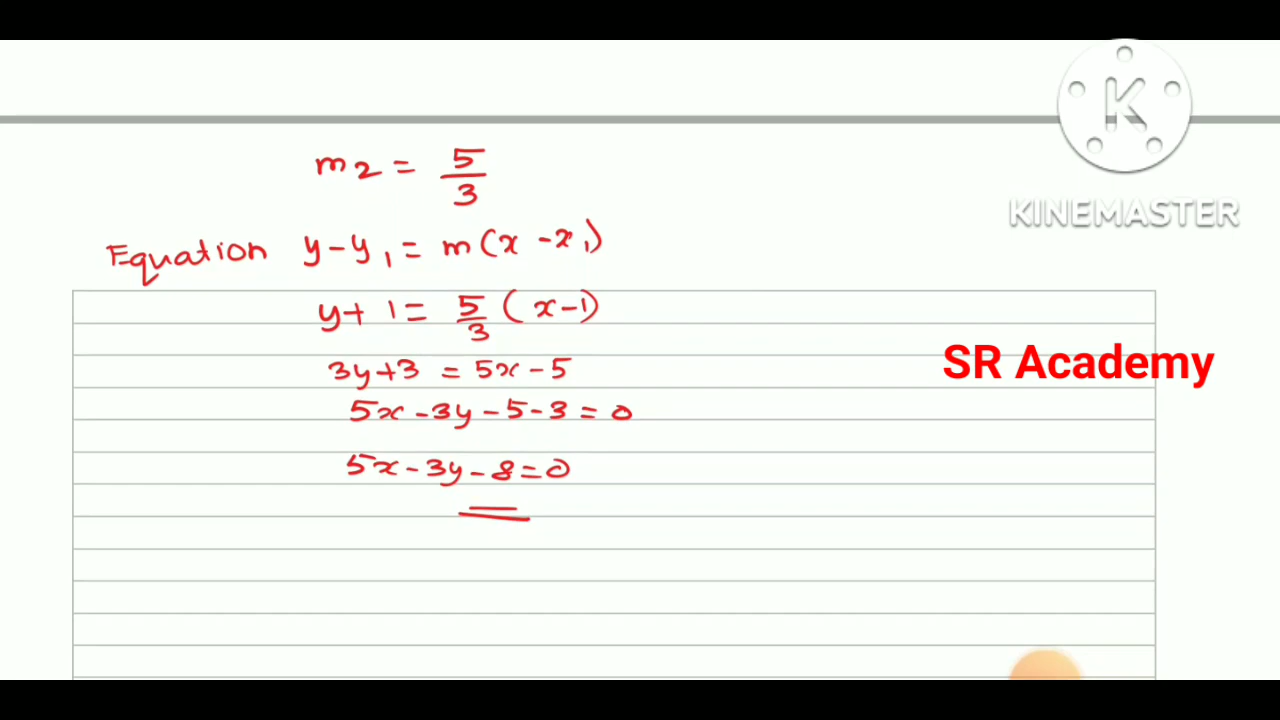 m₂ = 5/3
Equation y - y₁ = m(x - x₁)
y + 1 = 5/3 (x - 1)
3y + 3 = 5x - 5
5x - 3y - 5 - 3 = 0
5x - 3y - 8 = 0
K
KINEMASTER
SR Academy